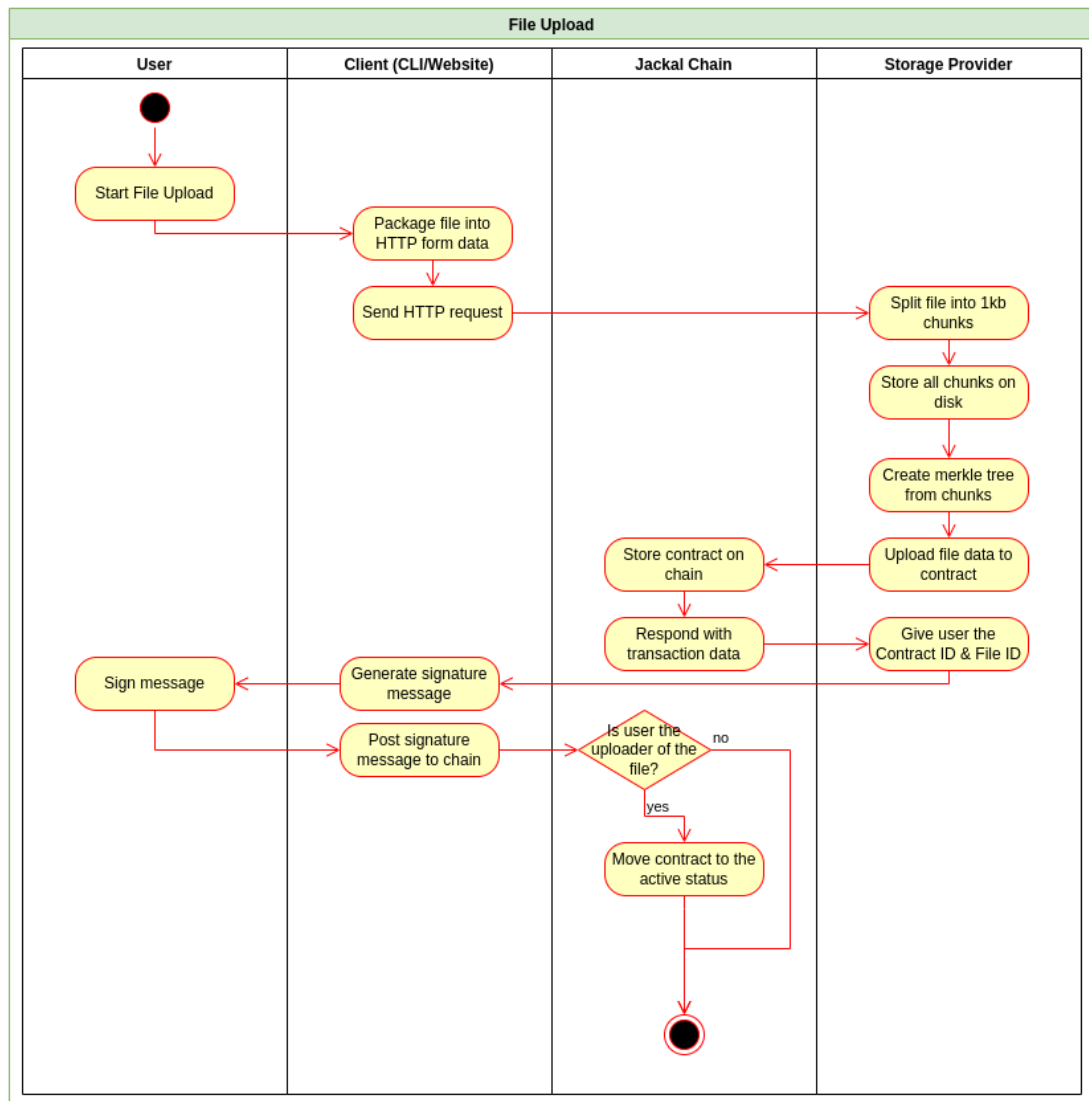 File Upload
User
Client (CLI/Website)
Jackal Chain
Storage Provider
Start File Upload
Package file into
HTTP form data
Send HTTP request
Split file into 1kb
chunks
Store all chunks on
disk
Create merkle tree
from chunks
Upload file data to
contract
Store contract on
chain
Respond with
transaction data
Give user the
Contract ID & File ID
Generate signature
message
Sign message
Post signature
message to chain
Is user the
uploader of the
file?
no
yes
Move contract to the
active status